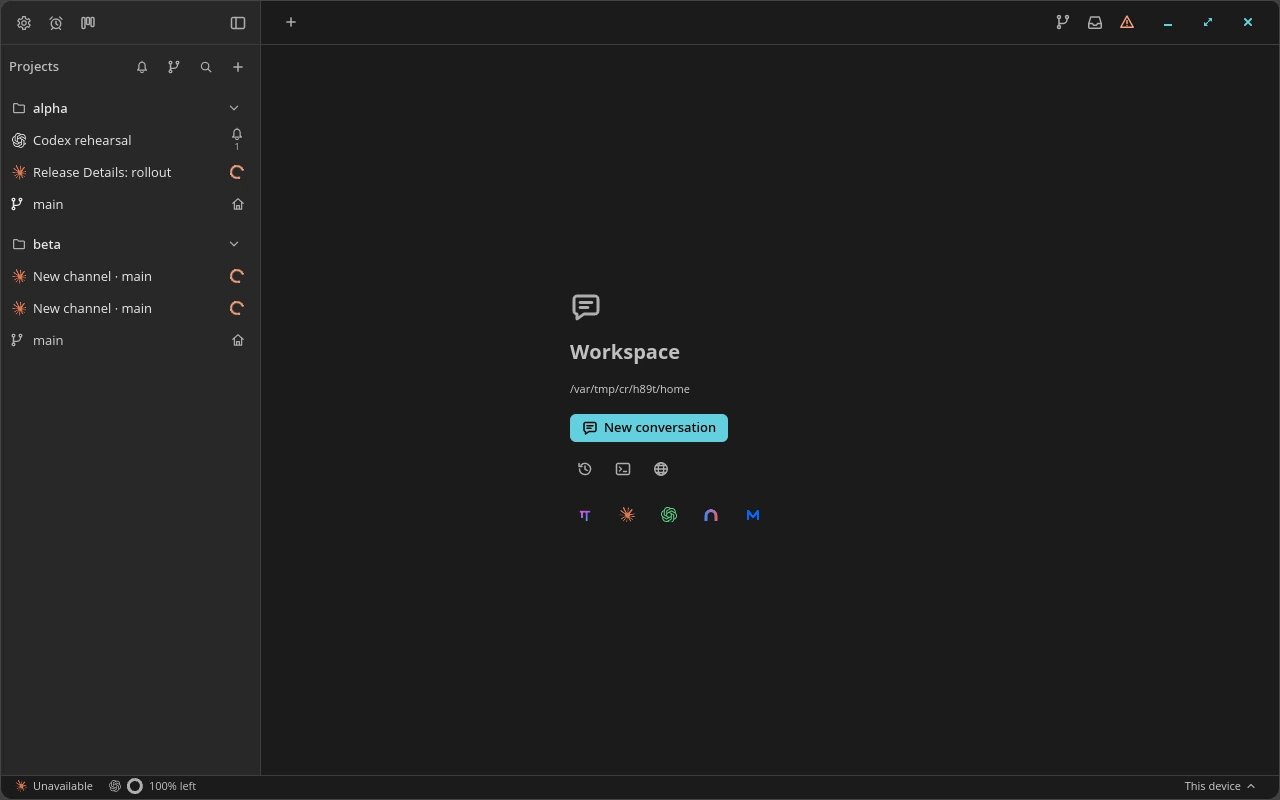 Projects
alpha
Codex rehearsal
1
Release Details: rollout
main
beta
New channel · main
New channel · main
main
Workspace
/var/tmp/cr/h89t/home
New conversation
Unavailable
100% left
This device